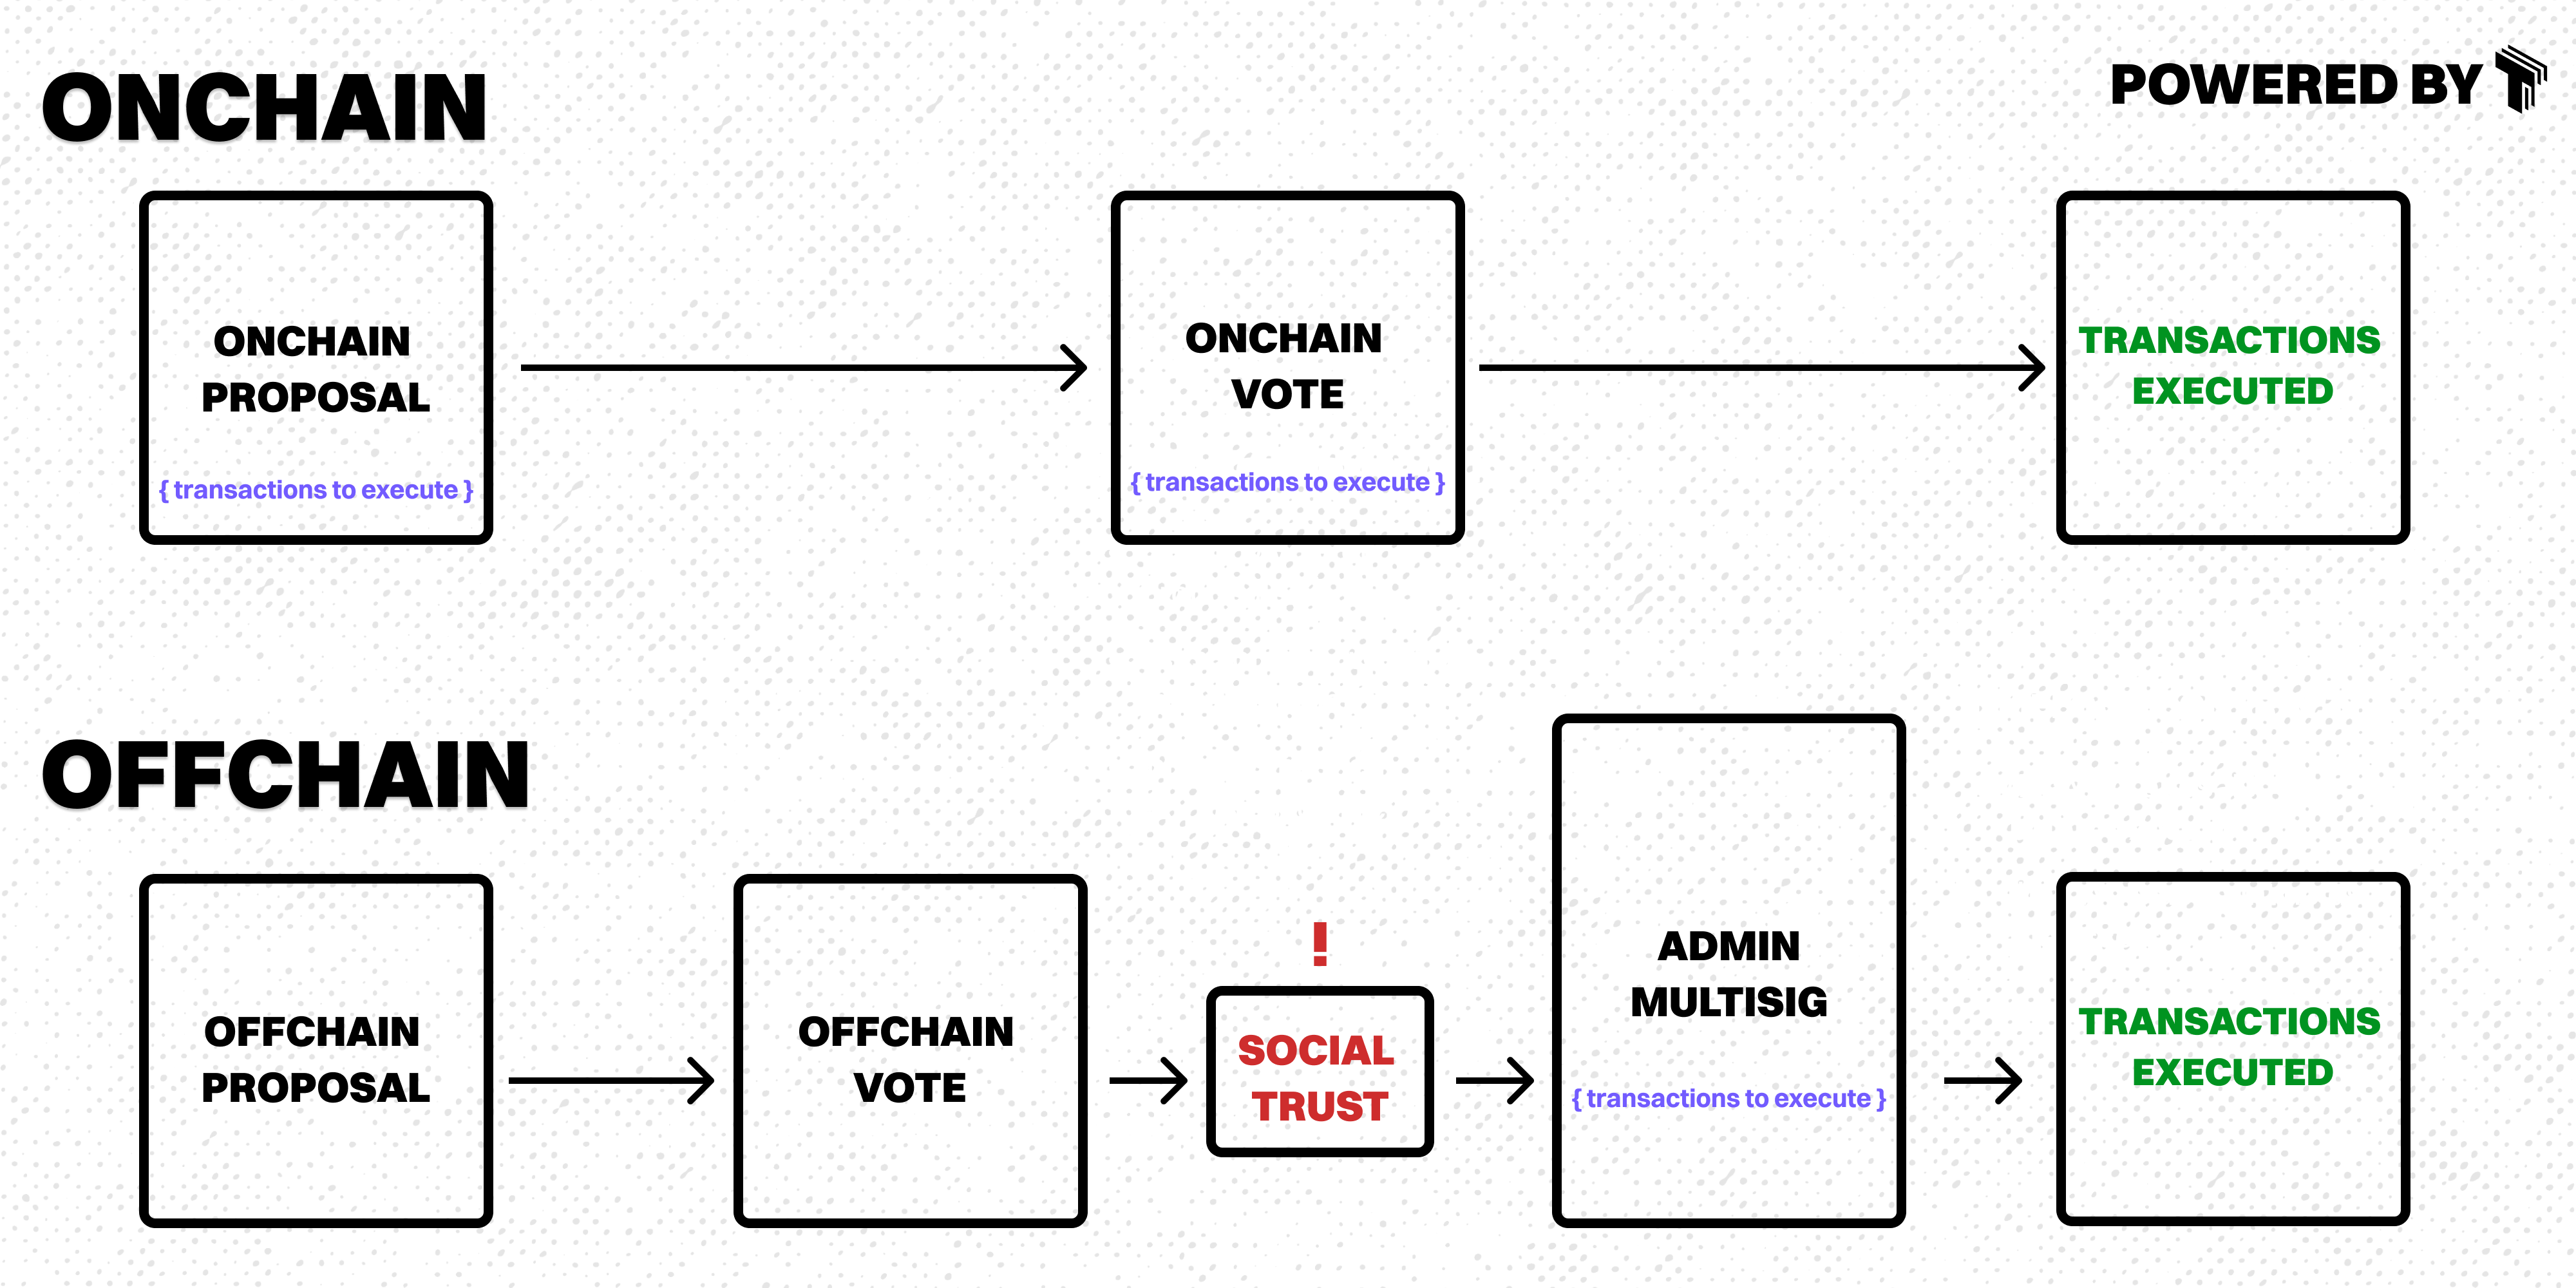 ONCHAIN
POWERED BY
ONCHAIN
PROPOSAL
{ transactions to execute }
ONCHAIN
VOTE
{ transactions to execute }
TRANSACTIONS
EXECUTED
OFFCHAIN
OFFCHAIN
PROPOSAL
OFFCHAIN
VOTE
!
SOCIAL
TRUST
ADMIN
MULTISIG
{ transactions to execute }
TRANSACTIONS
EXECUTED